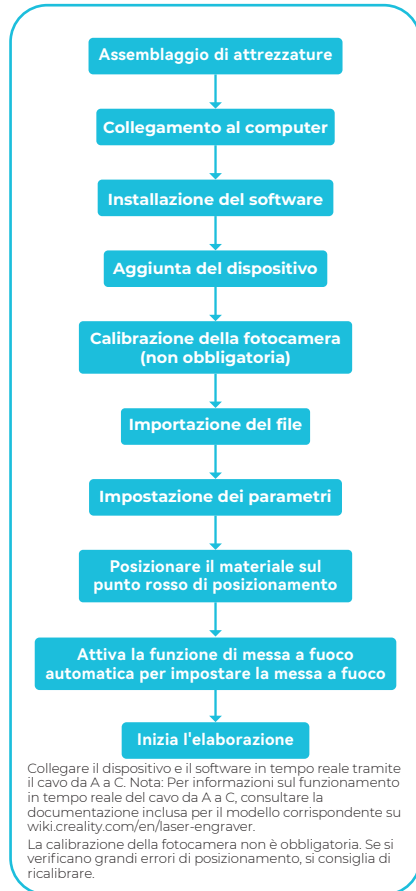 Assemblaggio di attrezzature
Collegamento al computer
Installazione del software
Aggiunta del dispositivo
Calibrazione della fotocamera
(non obbligatoria)
Importazione del file
Impostazione dei parametri
Posizionare il materiale sul
punto rosso di posizionamento
Attiva la funzione di messa a fuoco
automatica per impostare la messa a fuoco
Inizia l'elaborazione
Collegare il dispositivo e il software in tempo reale tramite
il cavo da A a C. Nota: Per informazioni sul funzionamento
in tempo reale del cavo da A a C, consultare la
documentazione inclusa per il modello corrispondente su
wiki.creality.com/en/laser-engraver.
La calibrazione della fotocamera non è obbligatoria. Se si
verificano grandi errori di posizionamento, si consiglia di
ricalibrare.